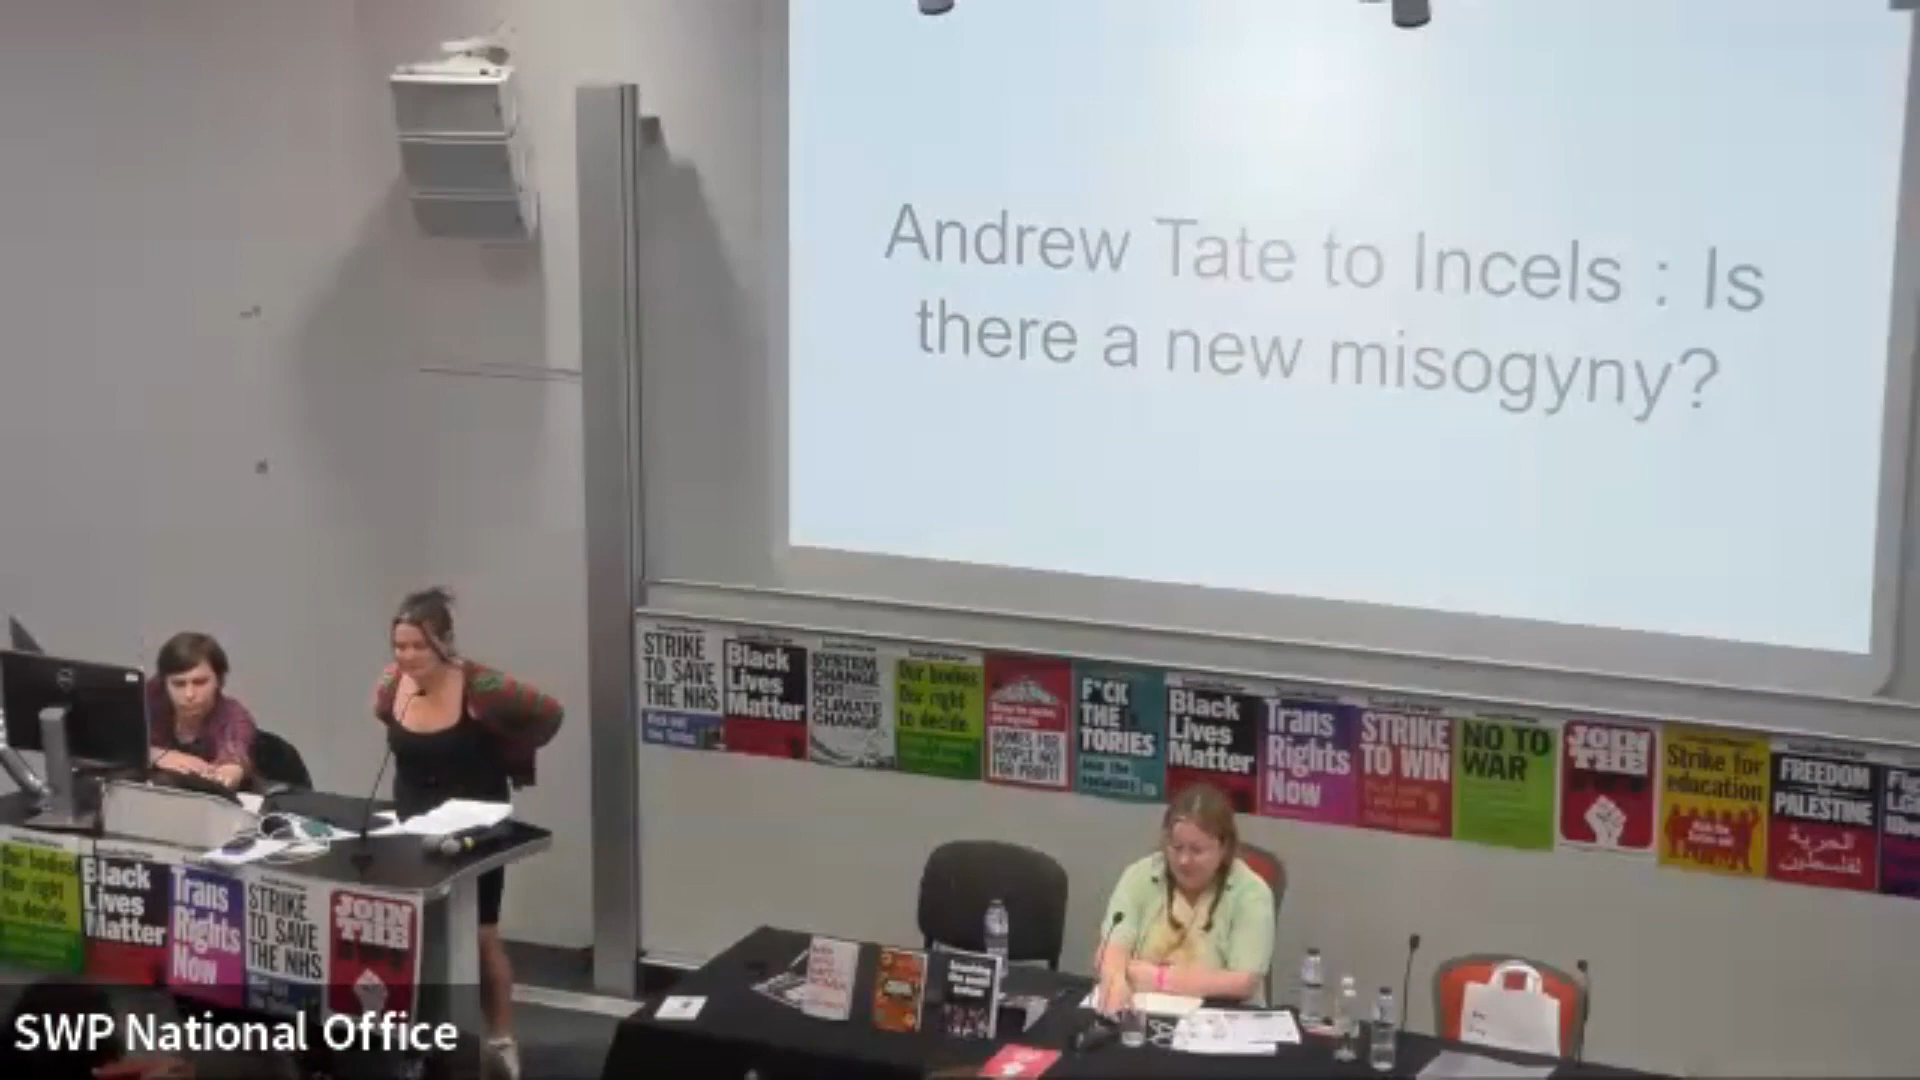 Andrew Tate to Incels : Is
there a new misogyny?
STRIKE
TO SAVE
THE NHS
Black
Lives
Matter
SYSTEM
CHANGE
NOT
CLIMATE
CHANGE
Our bodies
Our right
to decide
HOMES FOR
PEOPLE NOT
FOR PROFIT
F*CK
THE
TORIES
Black
Lives
Matter
Trans
Rights
Now
STRIKE
TO WIN
NO TO
WAR
JOIN
THE
Strike for
education
FREEDOM
PALESTINE
الحرية
لفلسطين
Our bodies
Our right
to decide
Black
Lives
Matter
Trans
Rights
Now
STRIKE
TO SAVE
THE NHS
JOIN
THE
SWP National Office